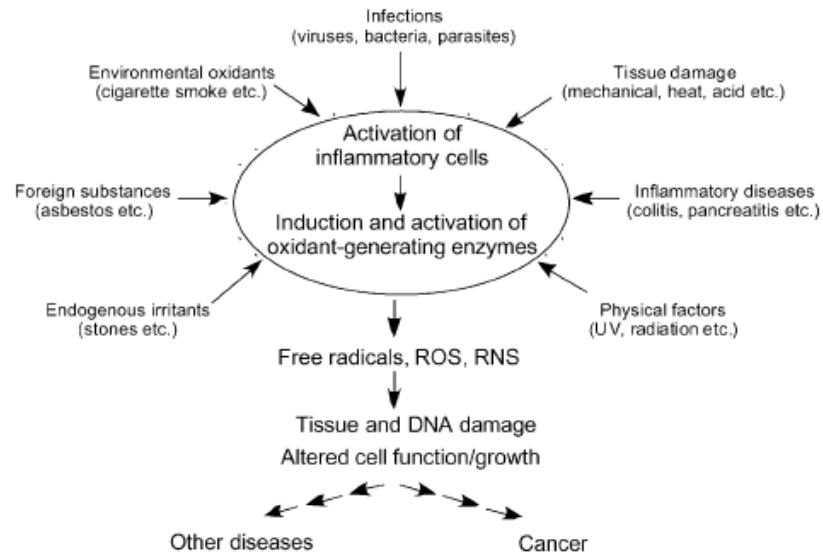 Infections
(viruses, bacteria, parasites)
Environmental oxidants
(cigarette smoke etc.)
Tissue damage
(mechanical, heat, acid etc.)
Activation of
inflammatory cells
Foreign substances
(asbestos etc.)
Inflammatory diseases
(colitis, pancreatitis etc.)
Induction and activation of
oxidant-generating enzymes
Endogenous irritants
(stones etc.)
Physical factors
(UV, radiation etc.)
Free radicals, ROS, RNS
Tissue and DNA damage
Altered cell function/growth
Other diseases
Cancer